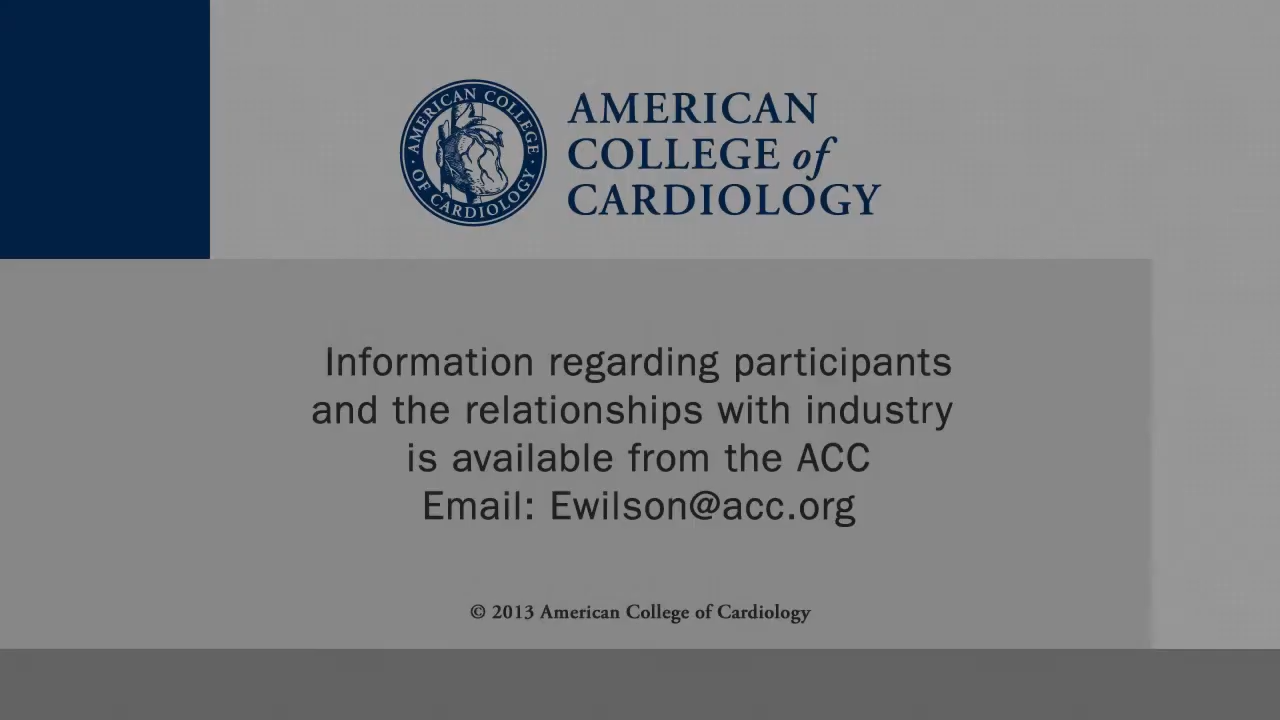 AMERICAN COLLEGE
OF CARDIOLOGY
AMERICAN
COLLEGE of
CARDIOLOGY
Information regarding participants
and the relationships with industry
is available from the ACC
Email: Ewilson@acc.org
© 2013 American College of Cardiology